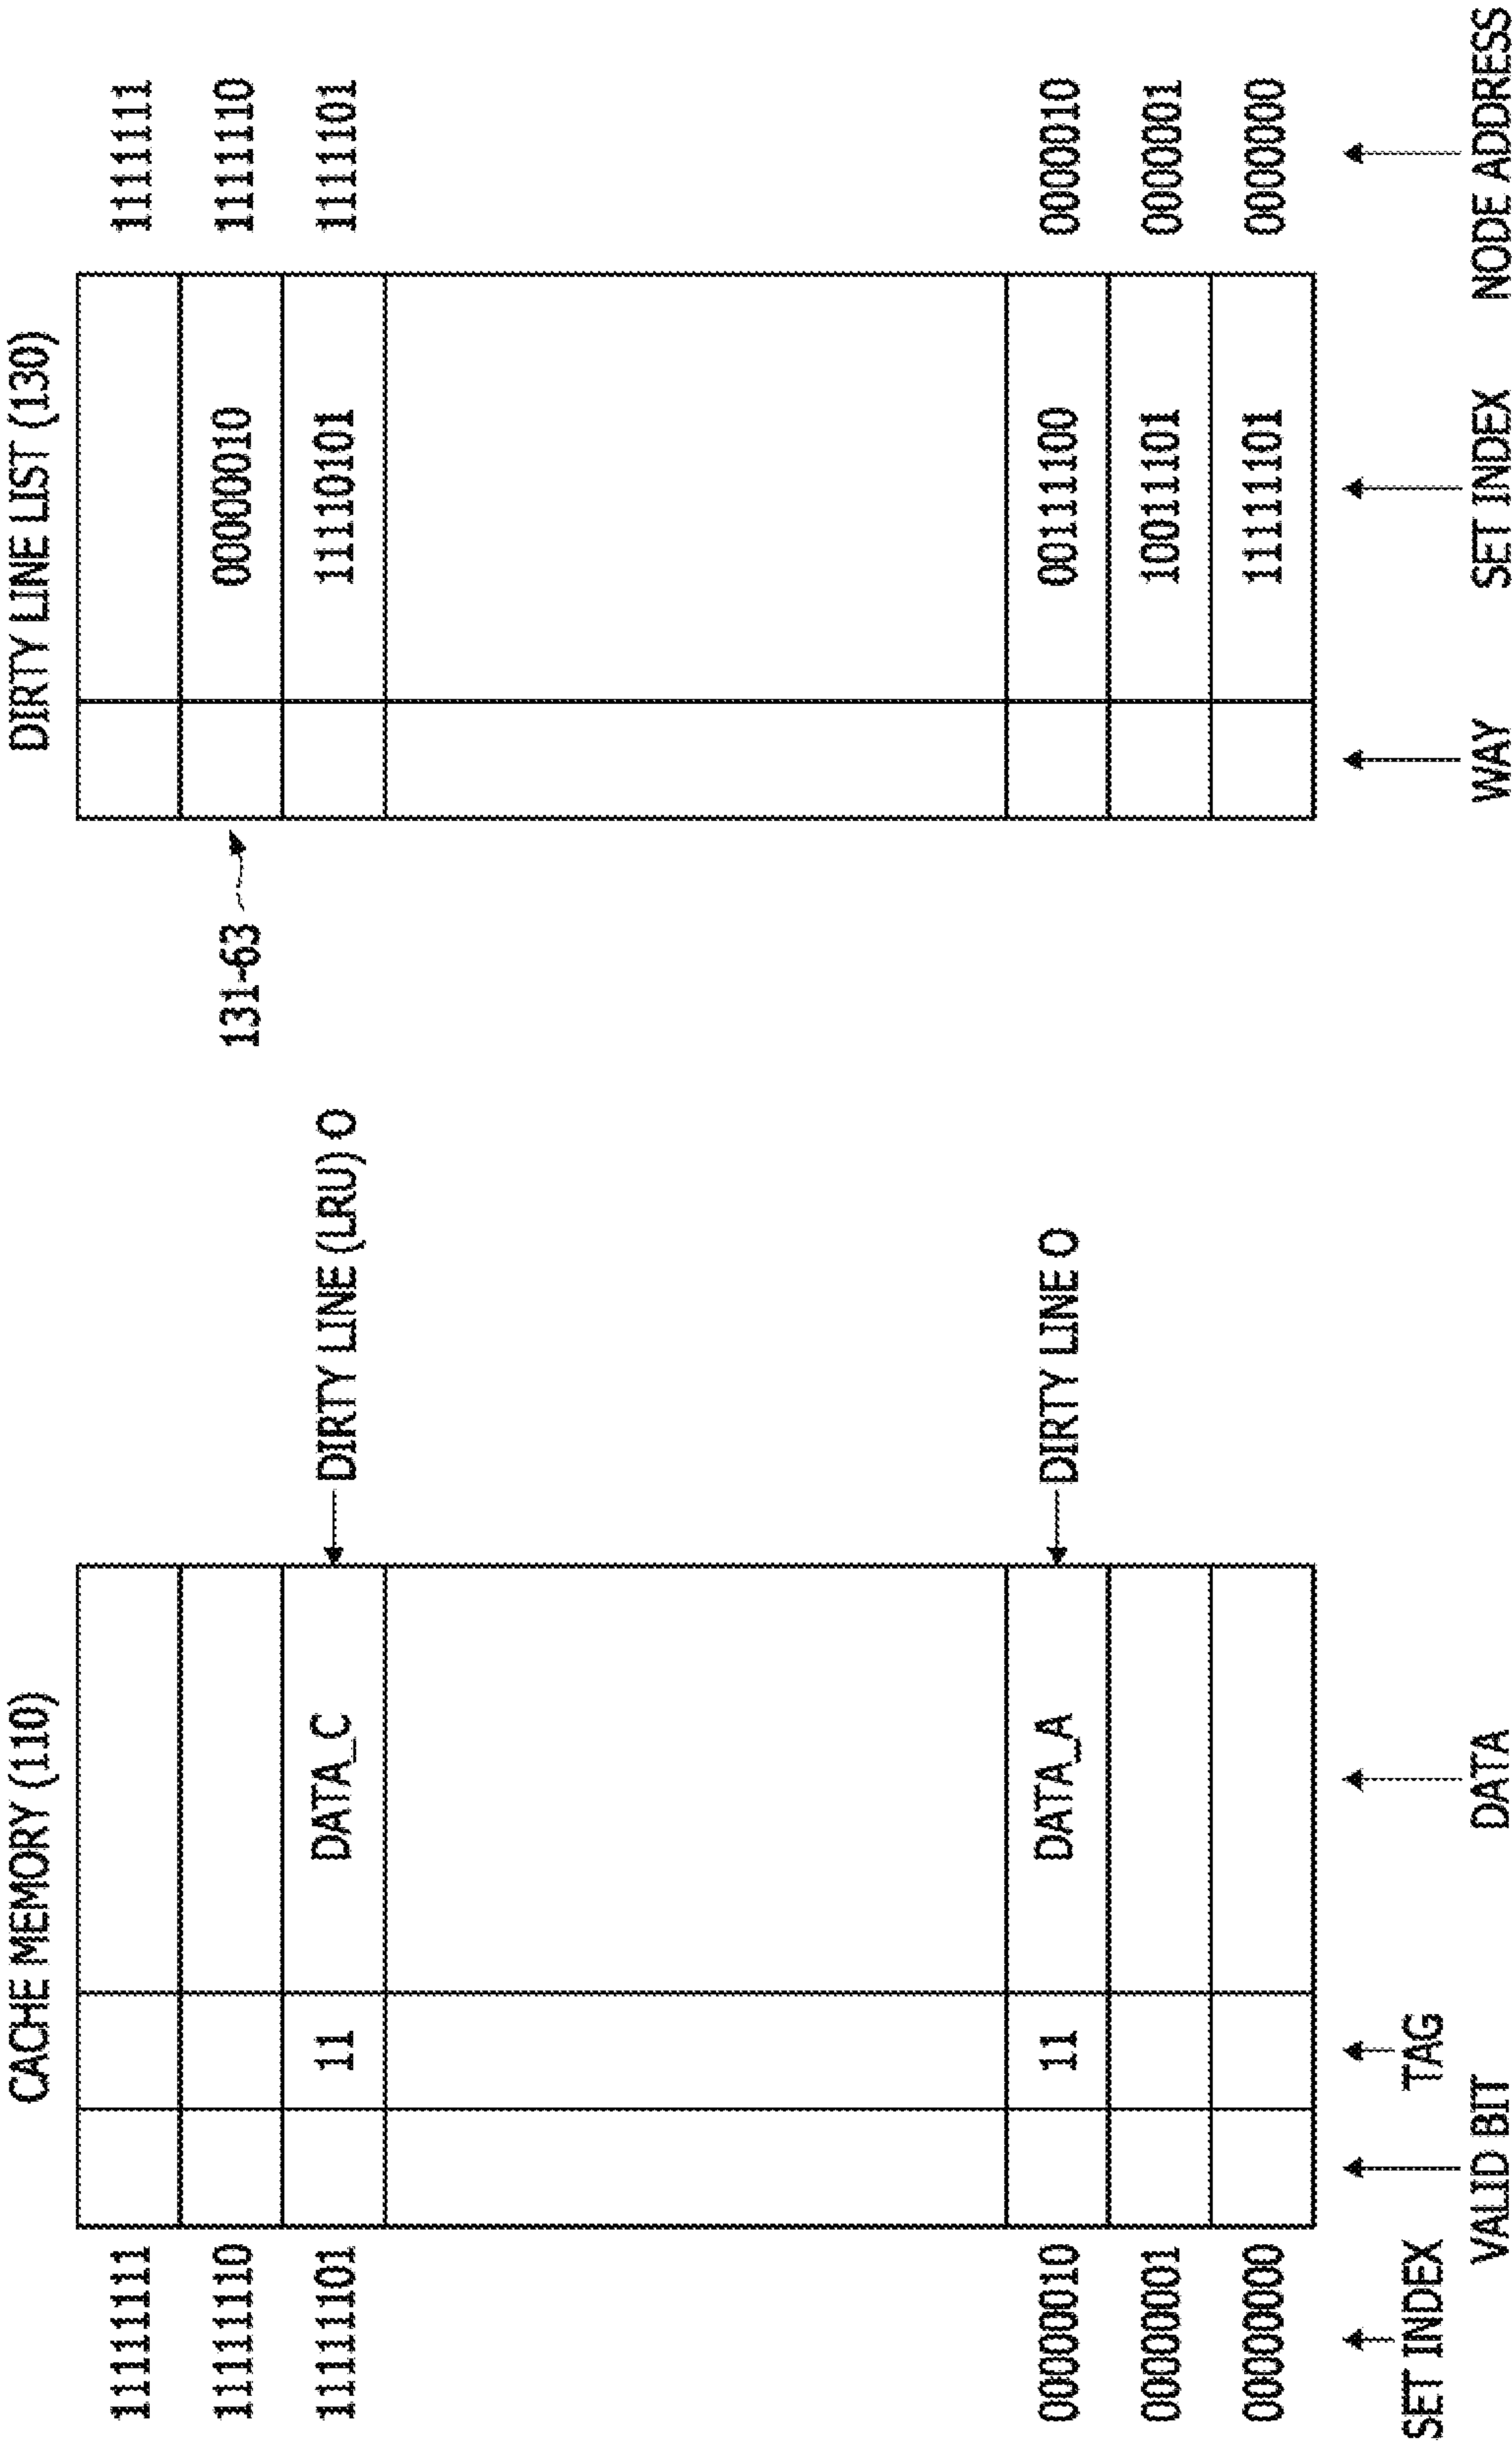 CACHE MEMORY (110)
DIRTY LINE LIST (130)
11111111
1111111
11111110
131-63
00000010
1111110
11111101
11
DATA_C
DIRTY LINE (LRU) O
11110101
1111101
00000010
11
DATA_A
DIRTY LINE O
00111100
0000010
00000001
10011101
0000001
00000000
11111101
0000000
SET INDEX
TAG
VALID BIT
DATA
WAY
SET INDEX
NODE ADDRESS